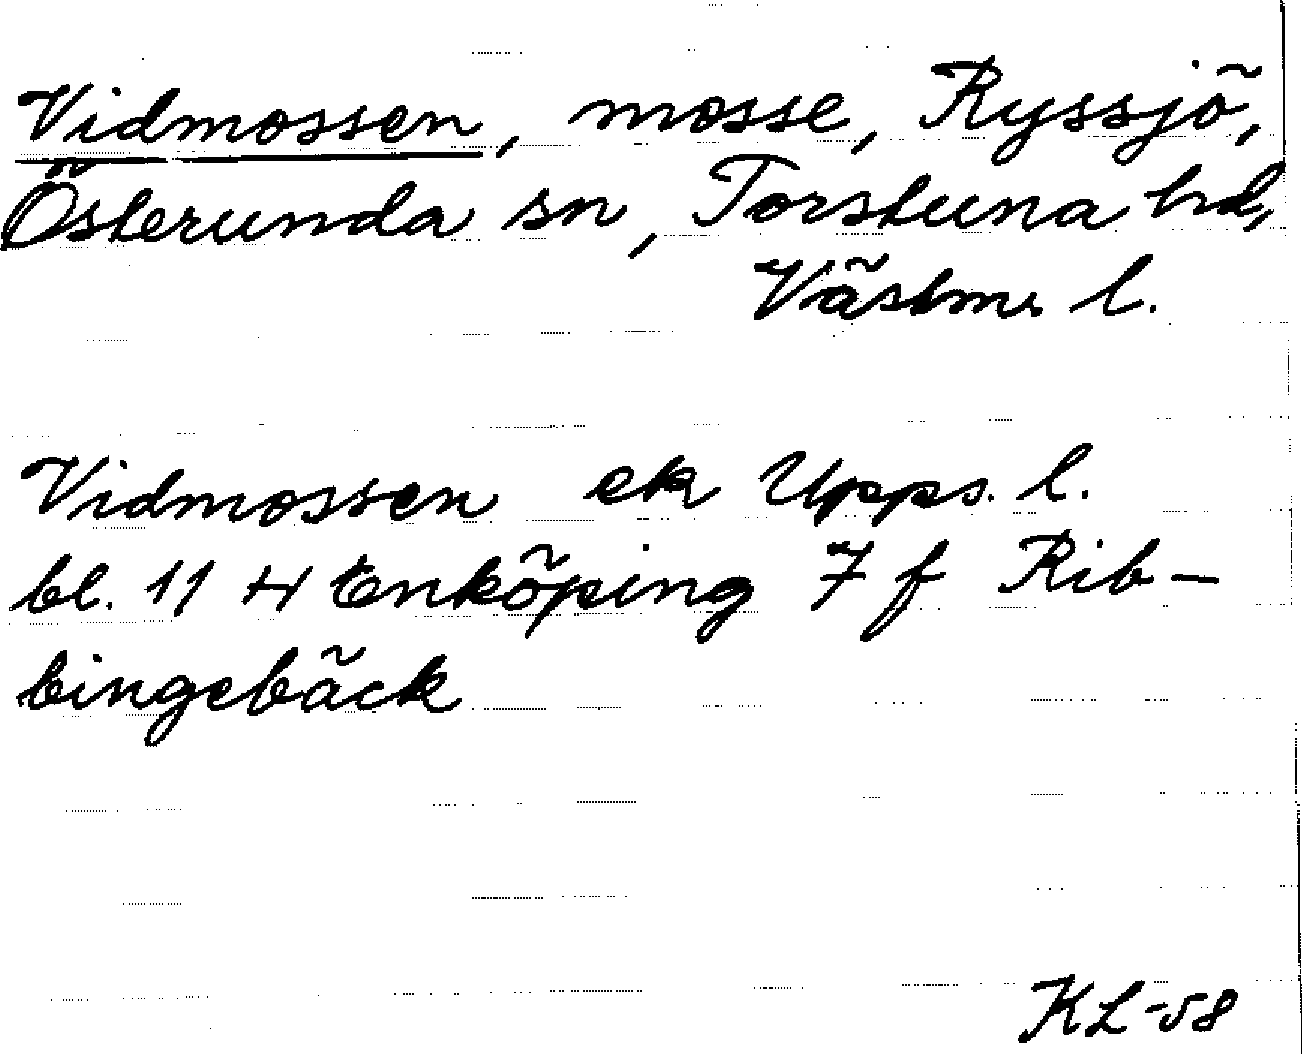 Vidmossen, mosse, Ryssjö,
Österunda sn, Torstuna hd,
Västm. l.
Vidmossen ek Upps. l.
bl. 11 H Enköping 7 f Rib-
bingebäck
KL-58